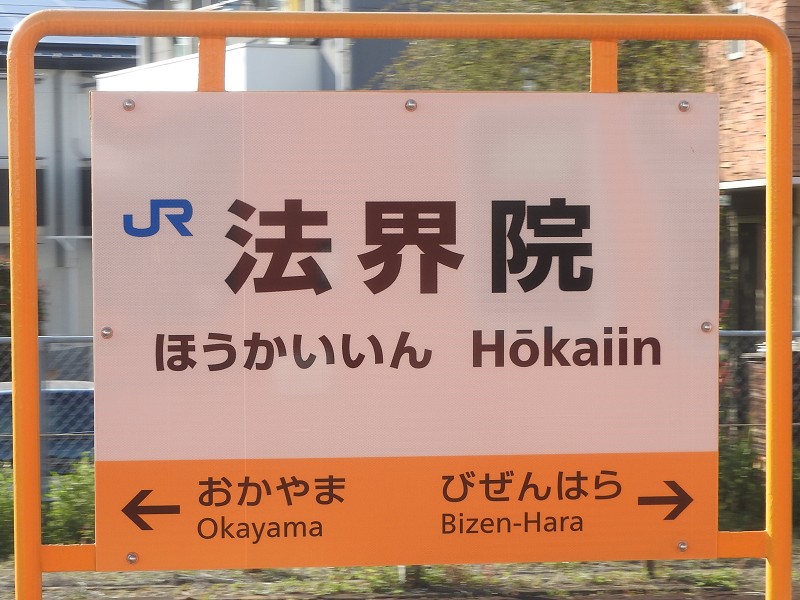 JR 法界院
ほうかいいん Hōkaiin
← おかやま びぜんはら →
Okayama Bizen-Hara